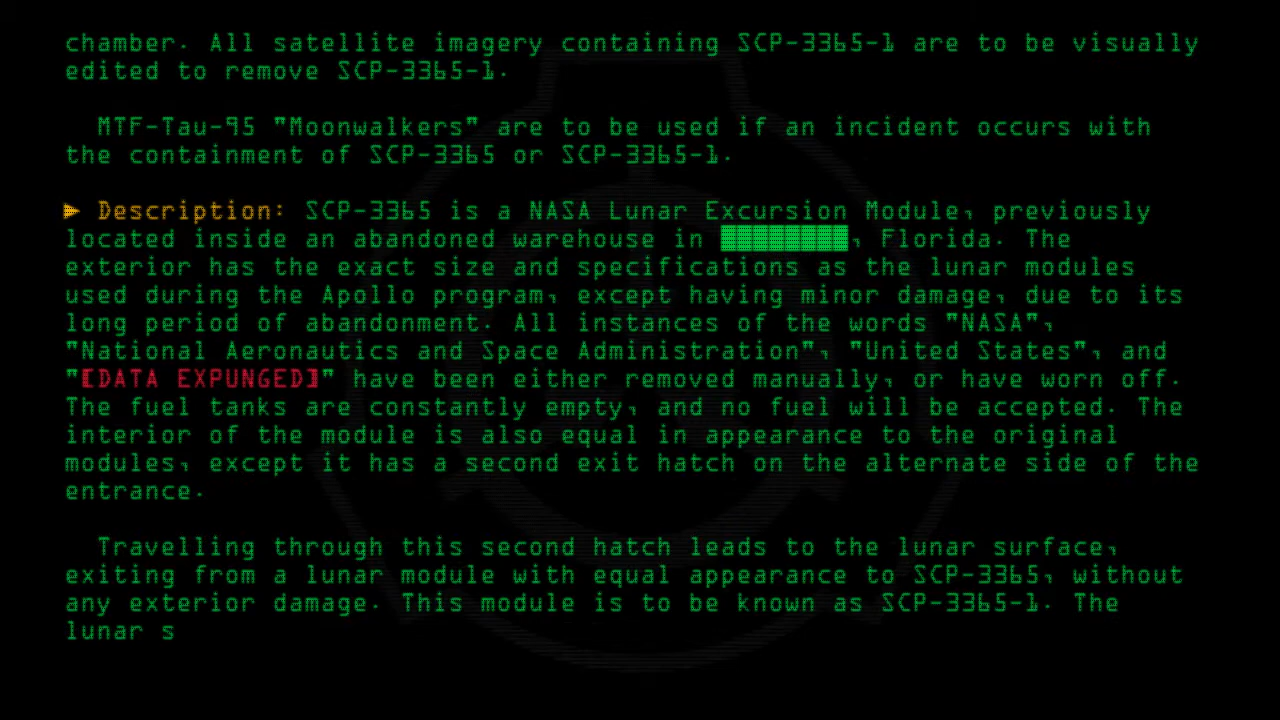 chamber. All satellite imagery containing SCP-3365-1 are to be visually
edited to remove SCP-3365-1.
MTF-Tau-95 "Moonwalkers" are to be used if an incident occurs with
the containment of SCP-3365 or SCP-3365-1.
► Description: SCP-3365 is a NASA Lunar Excursion Module, previously
located inside an abandoned warehouse in ████████, Florida. The
exterior has the exact size and specifications as the lunar modules
used during the Apollo program, except having minor damage, due to its
long period of abandonment. All instances of the words "NASA",
"National Aeronautics and Space Administration", "United States", and
"[DATA EXPUNGED]" have been either removed manually, or have worn off.
The fuel tanks are constantly empty, and no fuel will be accepted. The
interior of the module is also equal in appearance to the original
modules, except it has a second exit hatch on the alternate side of the
entrance.
Travelling through this second hatch leads to the lunar surface,
exiting from a lunar module with equal appearance to SCP-3365, without
any exterior damage. This module is to be known as SCP-3365-1. The
lunar s